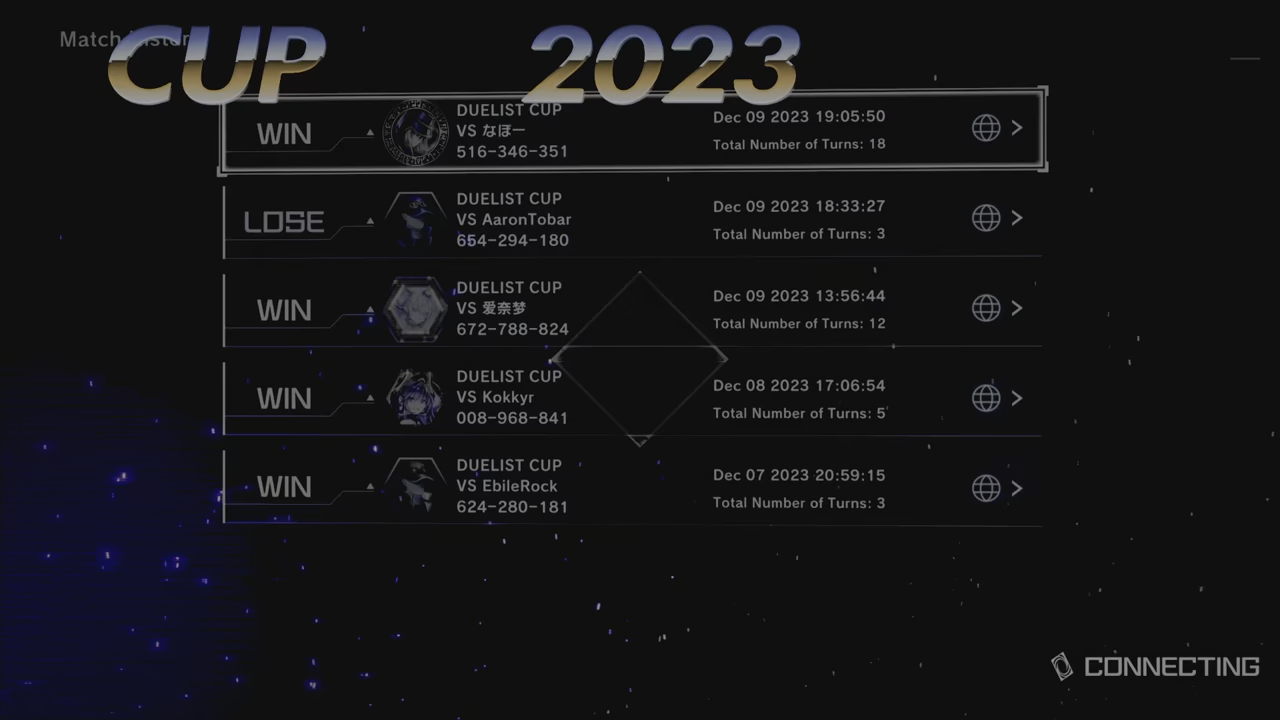 Match History
CUP 2023
WIN
DUELIST CUP
VS なほー
516-346-351
Dec 09 2023 19:05:50
Total Number of Turns: 18
LOSE
DUELIST CUP
VS AaronTobar
654-294-180
Dec 09 2023 18:33:27
Total Number of Turns: 3
WIN
DUELIST CUP
VS 爱奈梦
672-788-824
Dec 09 2023 13:56:44
Total Number of Turns: 12
WIN
DUELIST CUP
VS Kokkyr
008-968-841
Dec 08 2023 17:06:54
Total Number of Turns: 5
WIN
DUELIST CUP
VS EbileRock
624-280-181
Dec 07 2023 20:59:15
Total Number of Turns: 3
CONNECTING